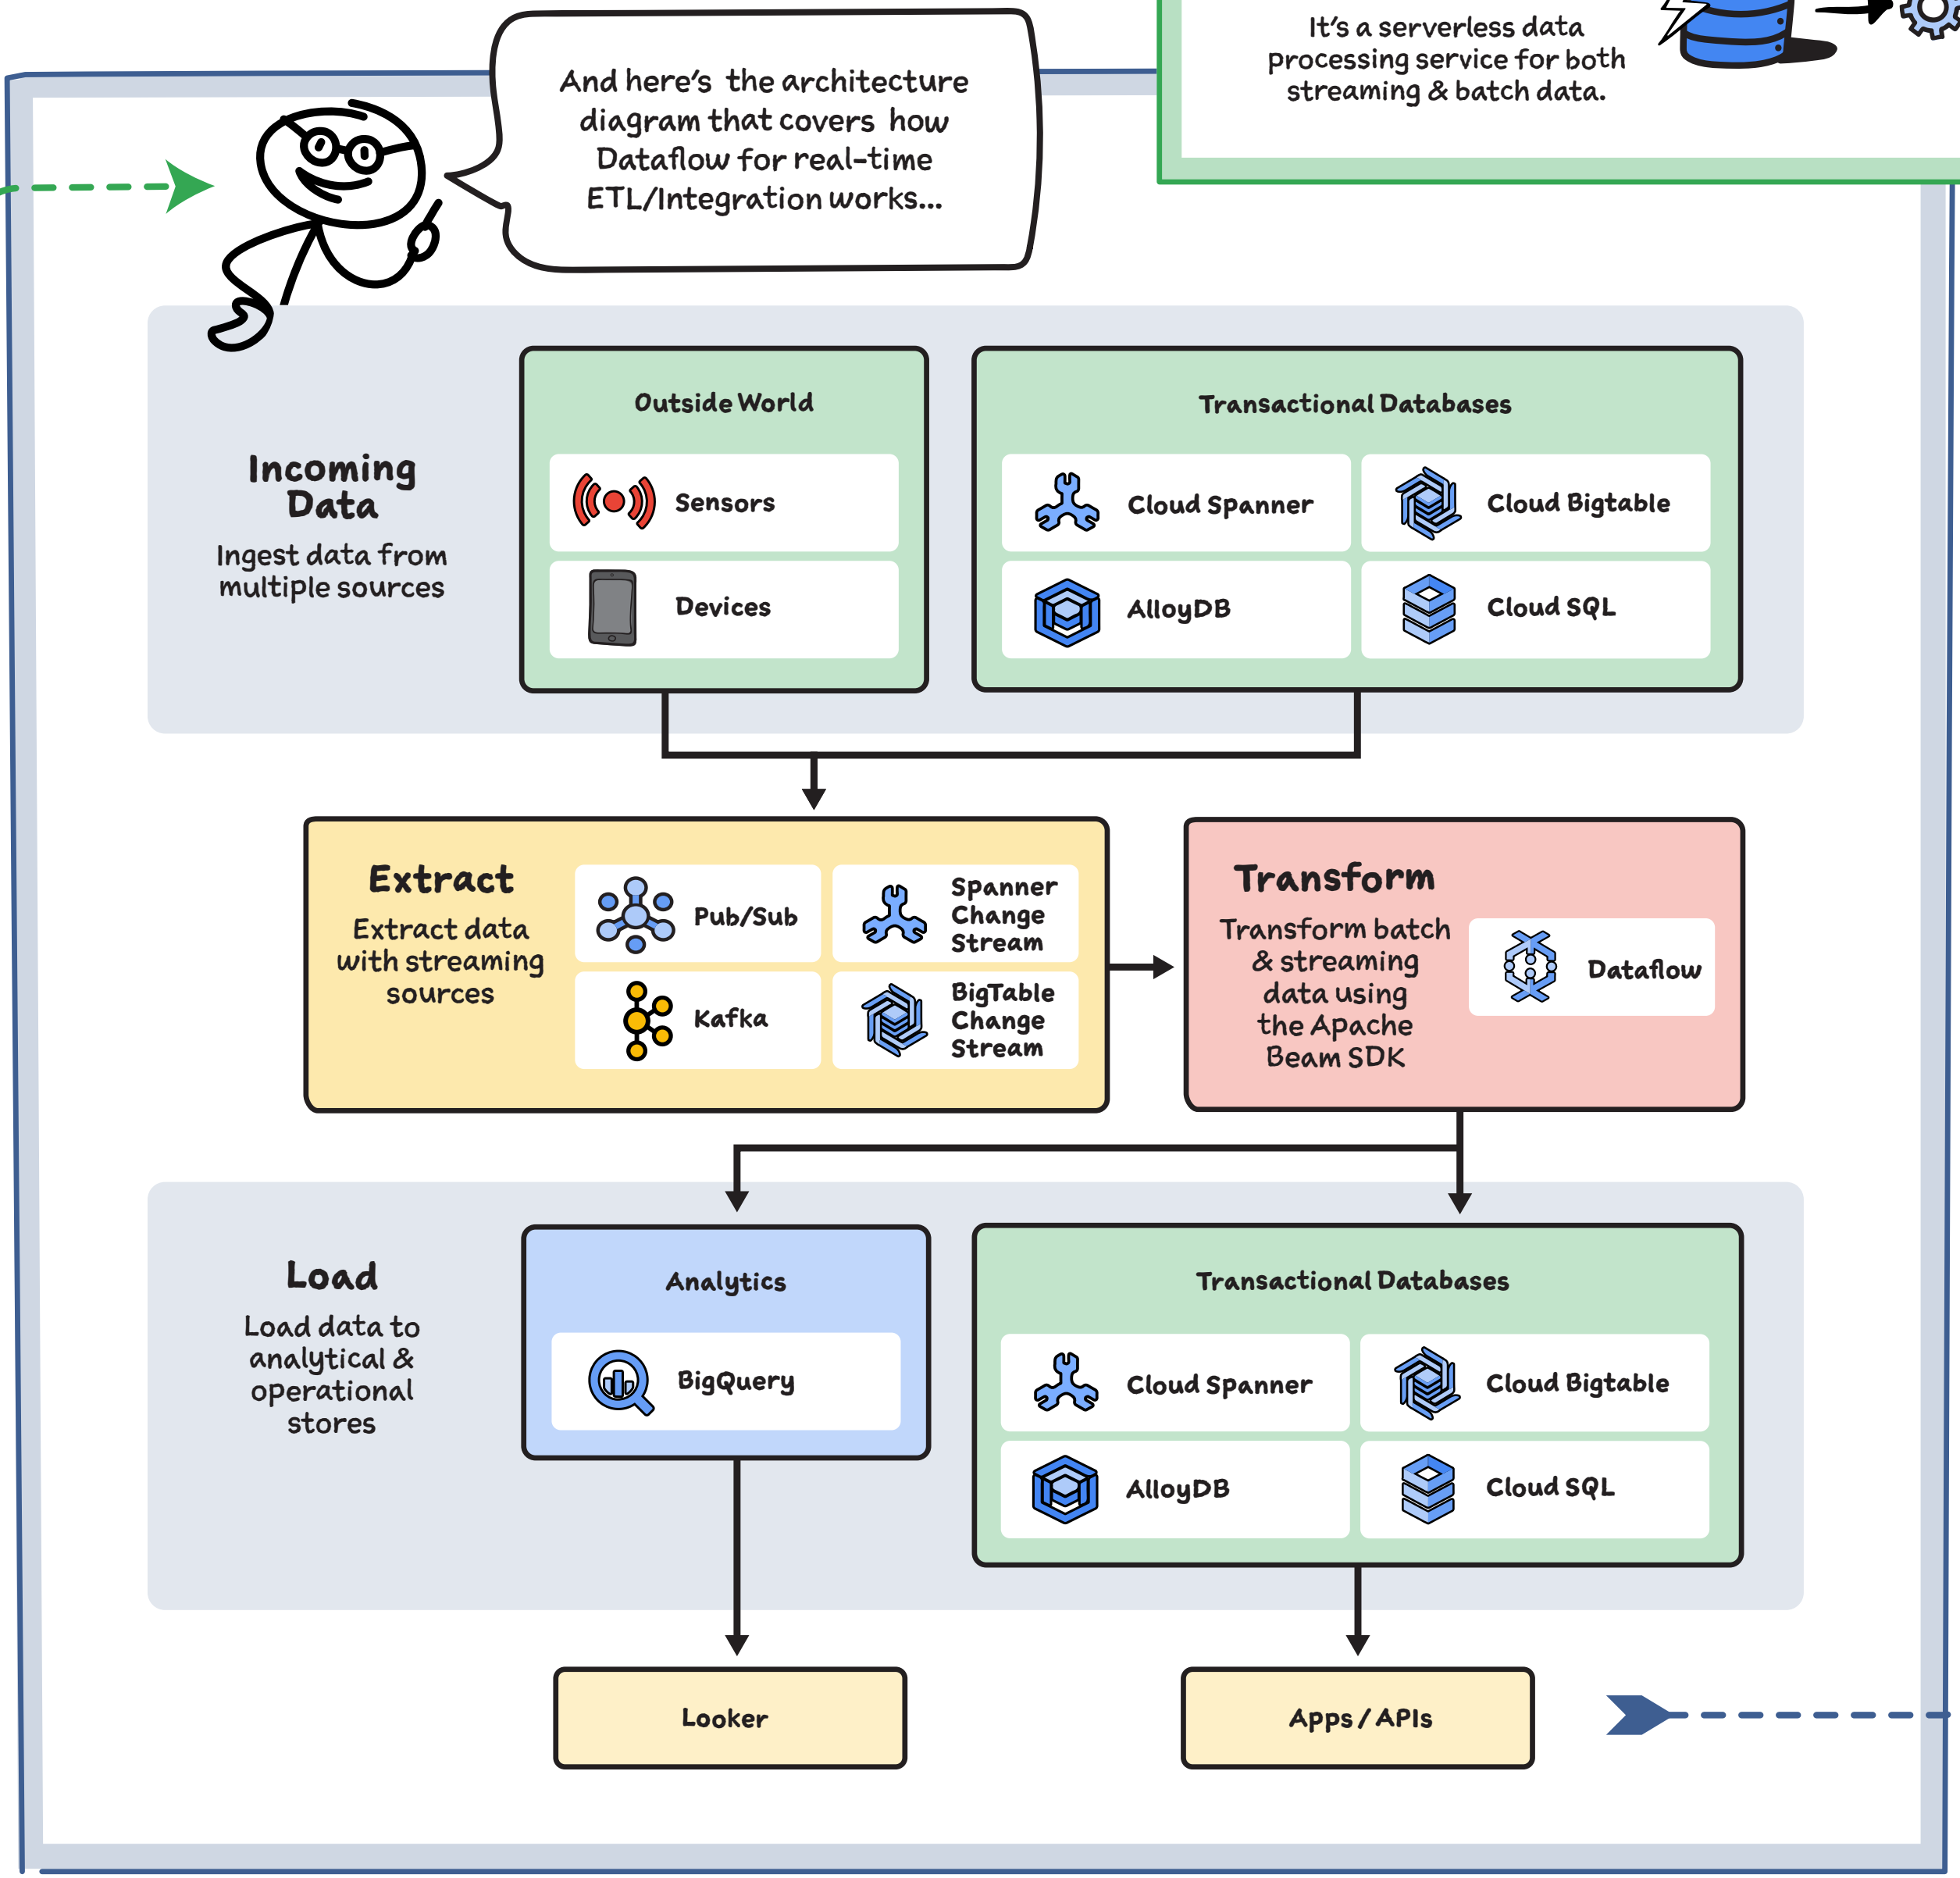 It's a serverless data
processing service for both
streaming & batch data.
And here's the architecture
diagram that covers how
Dataflow for real-time
ETL/Integration works...
Incoming
Data
Ingest data from
multiple sources
Outside World
Sensors
Devices
Transactional Databases
Cloud Spanner
Cloud Bigtable
AlloyDB
Cloud SQL
Extract
Extract data
with streaming
sources
Pub/Sub
Spanner
Change
Stream
Kafka
BigTable
Change
Stream
Transform
Transform batch
& streaming
data using
the Apache
Beam SDK
Dataflow
Load
Load data to
analytical &
operational
stores
Analytics
BigQuery
Transactional Databases
Cloud Spanner
Cloud Bigtable
AlloyDB
Cloud SQL
Looker
Apps / APIs